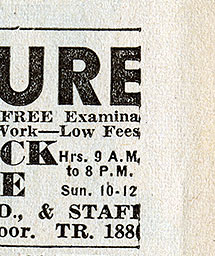 URE
FREE Examina
Work—Low Fees
CK Hrs. 9 A.M.
to 8 P.M.
E Sun. 10-12
D., & STAFF
oor. TR. 188